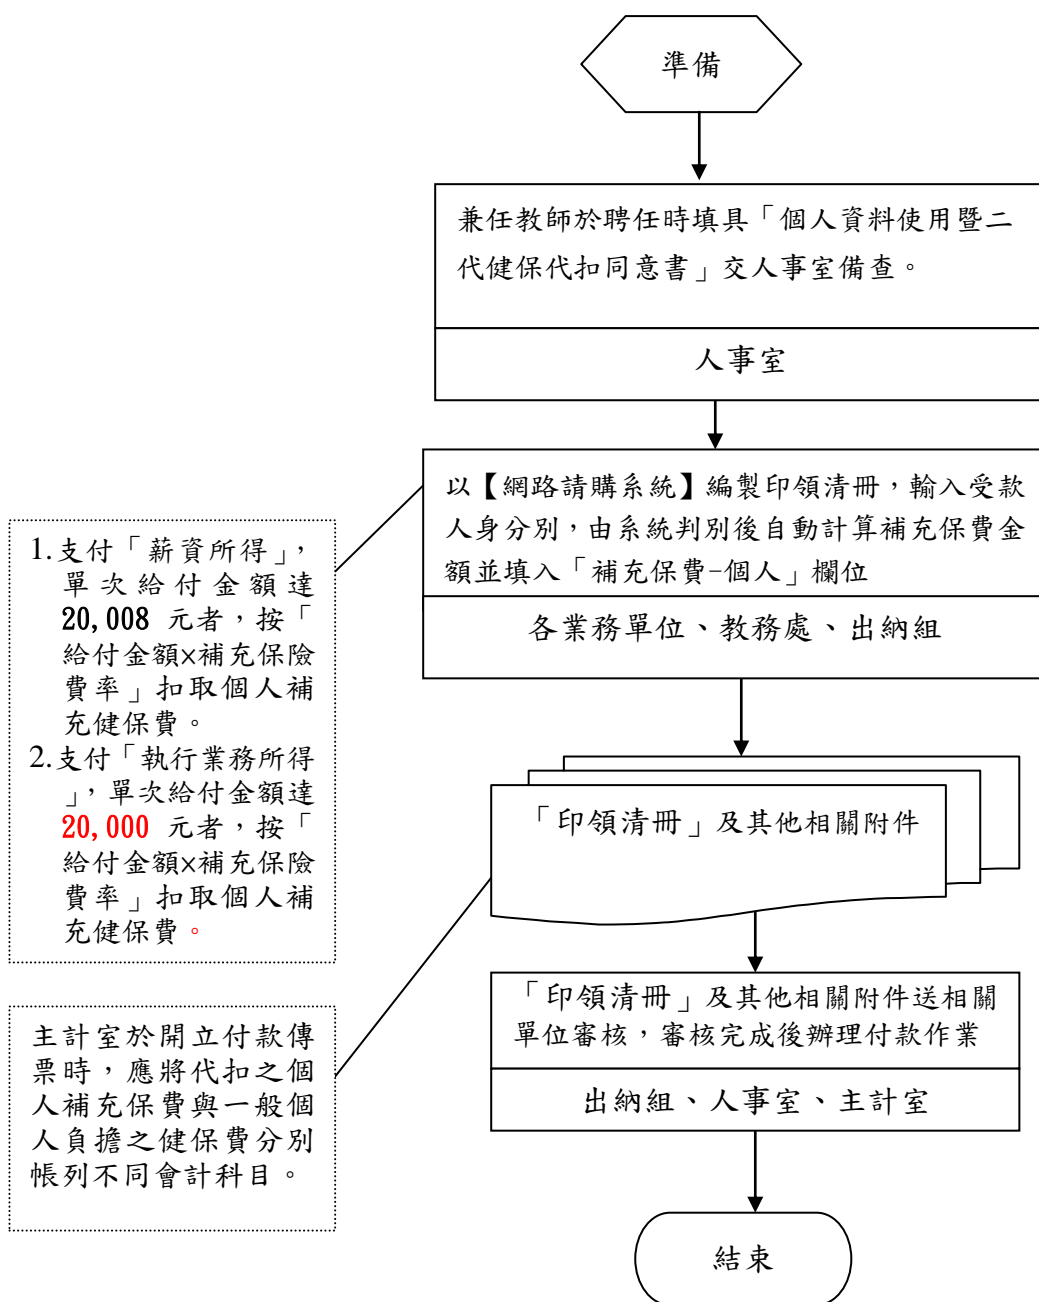 準備
兼任教師於聘任時填具「個人資料使用暨二
代健保代扣同意書」交人事室備查。
人事室
以【網路請購系統】編製印領清冊，輸入受款
人身分別，由系統判別後自動計算補充保費金
額並填入「補充保費-個人」欄位
各業務單位、教務處、出納組
1.支付「薪資所得」，
單次給付金額達
20,008 元者，按「
給付金額×補充保險
費率」扣取個人補
充健保費。
2.支付「執行業務所得
」，單次給付金額達
20,000 元者，按「
給付金額×補充保險
費率」扣取個人補
充健保費。
「印領清冊」及其他相關附件
「印領清冊」及其他相關附件送相關
單位審核，審核完成後辦理付款作業
出納組、人事室、主計室
主計室於開立付款傳
票時，應將代扣之個
人補充保費與一般個
人負擔之健保費分別
帳列不同會計科目。
結束